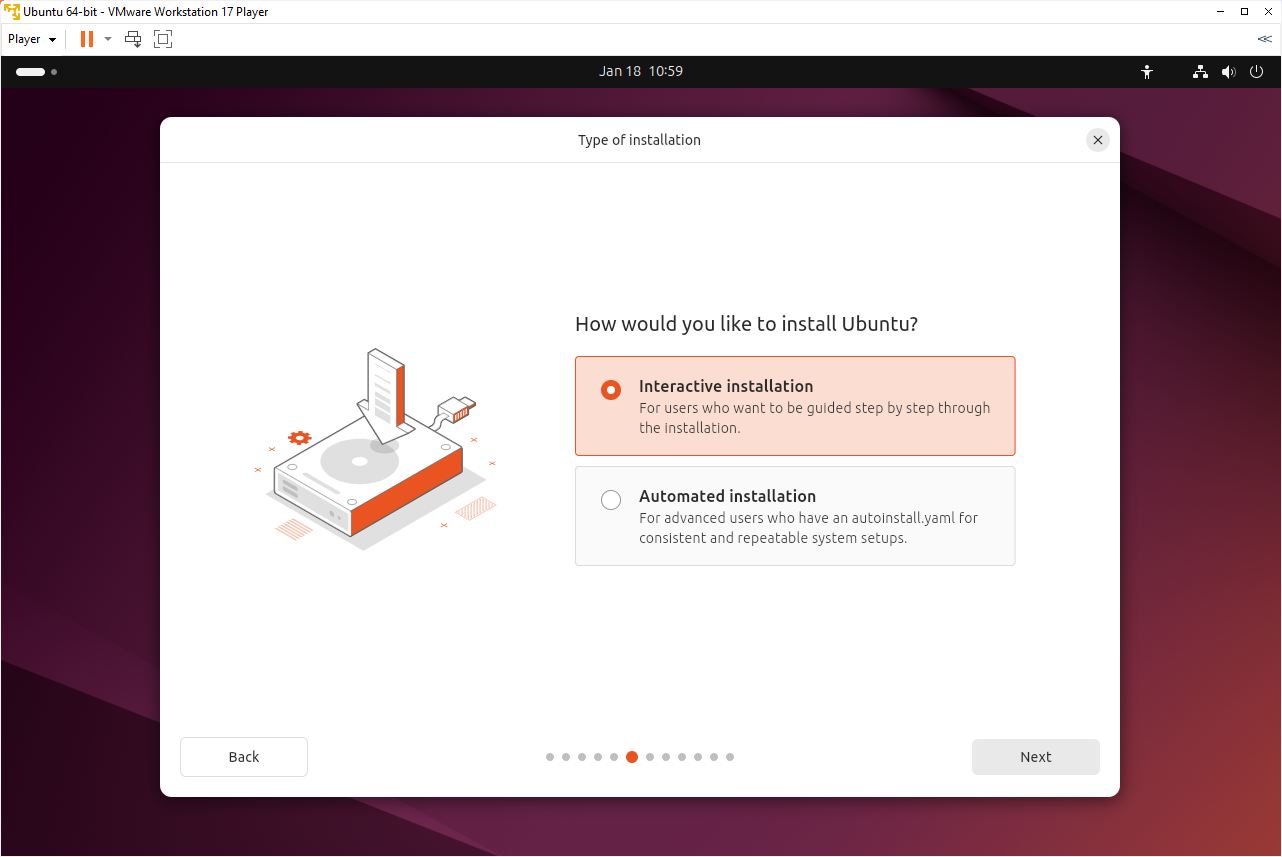 Ubuntu 64-bit - VMware Workstation 17 Player
Player
Jan 18 10:59
Type of installation
How would you like to install Ubuntu?
Interactive installation
For users who want to be guided step by step through
the installation.
Automated installation
For advanced users who have an autoinstall.yaml for
consistent and repeatable system setups.
Back
Next